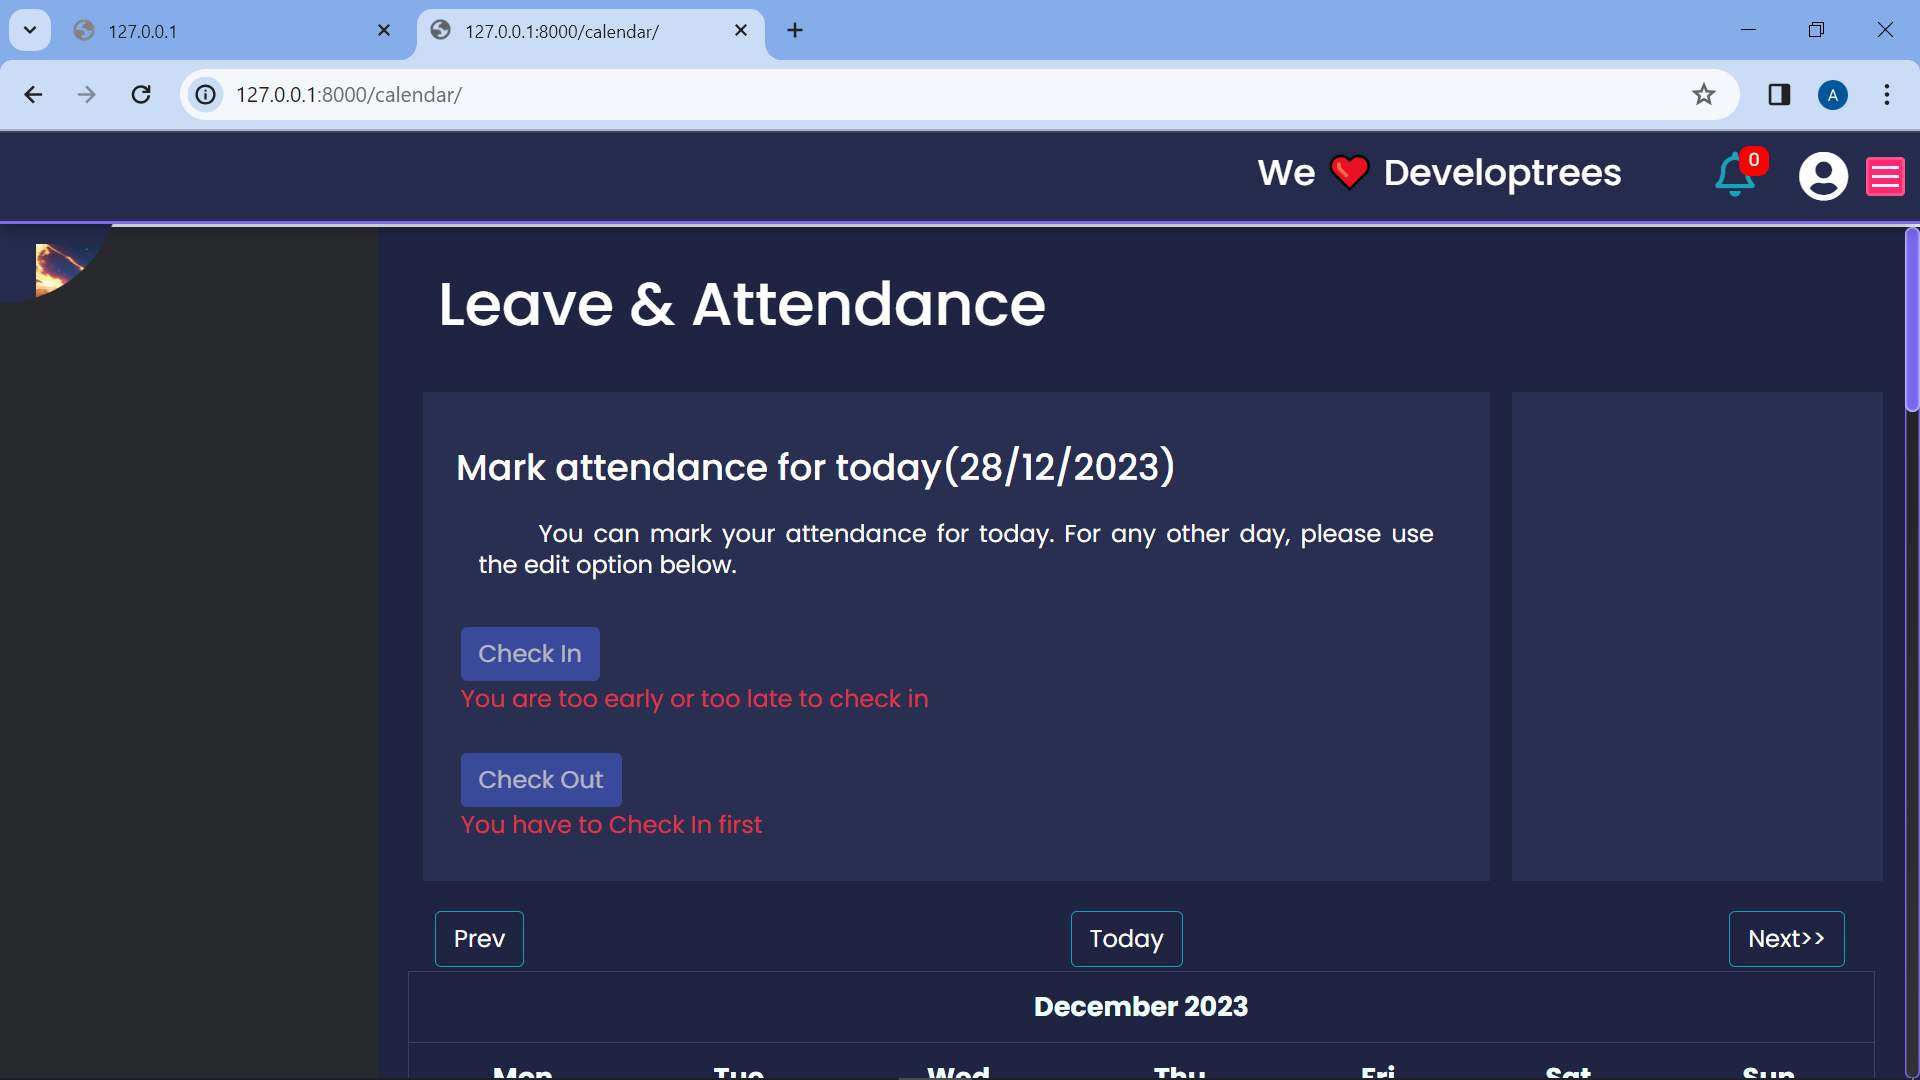 127.0.0.1
127.0.0.1:8000/calendar/
127.0.0.1:8000/calendar/
A
We ❤ Developtrees
0
Leave & Attendance
Mark attendance for today(28/12/2023)
You can mark your attendance for today. For any other day, please use
the edit option below.
Check In
You are too early or too late to check in
Check Out
You have to Check In first
Prev
Today
Next>>
December 2023
Mon Tue Wed Thu Fri Sat Sun